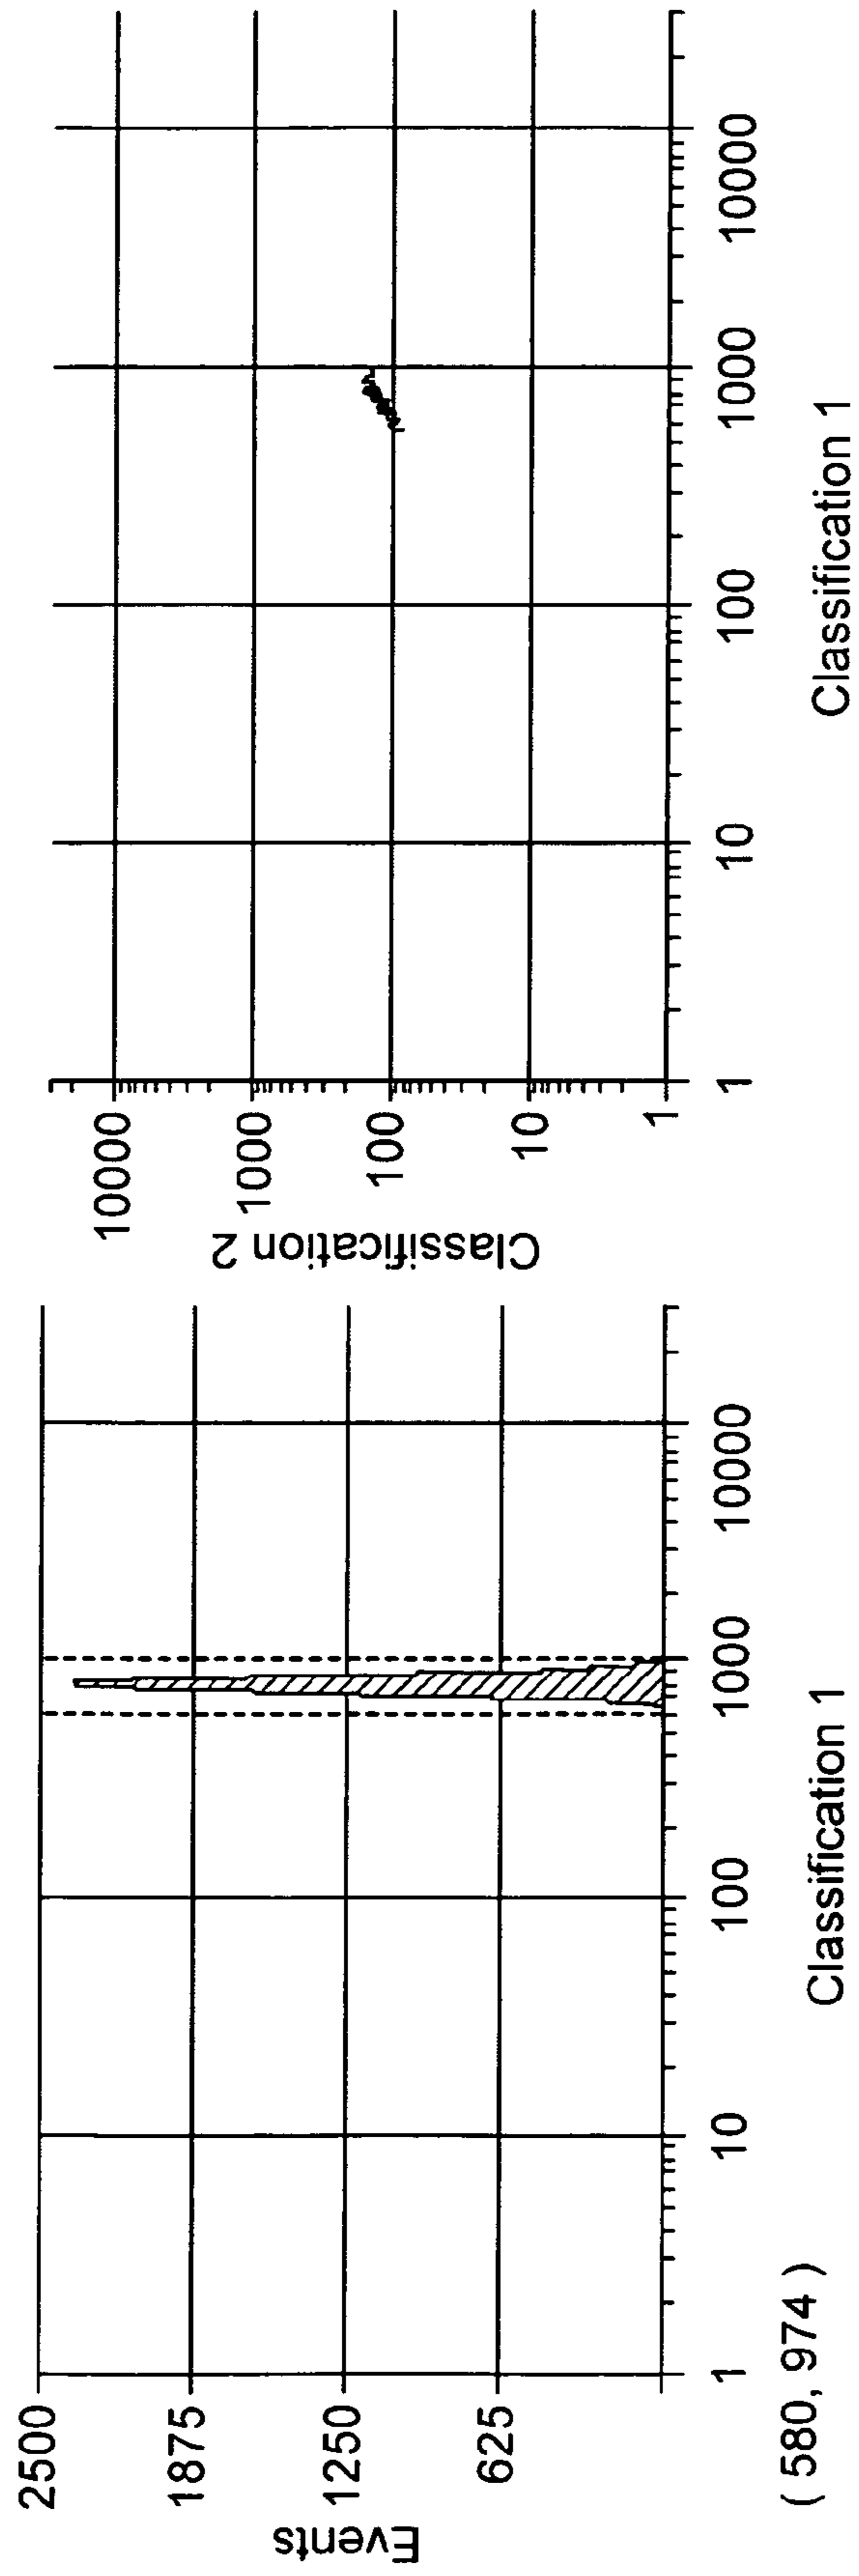 Events
2500
1875
1250
625
1 10 100 1000 10000
Classification 1
( 580, 974 )
Classification 2
10000
1000
100
10
1
1 10 100 1000 10000
Classification 1